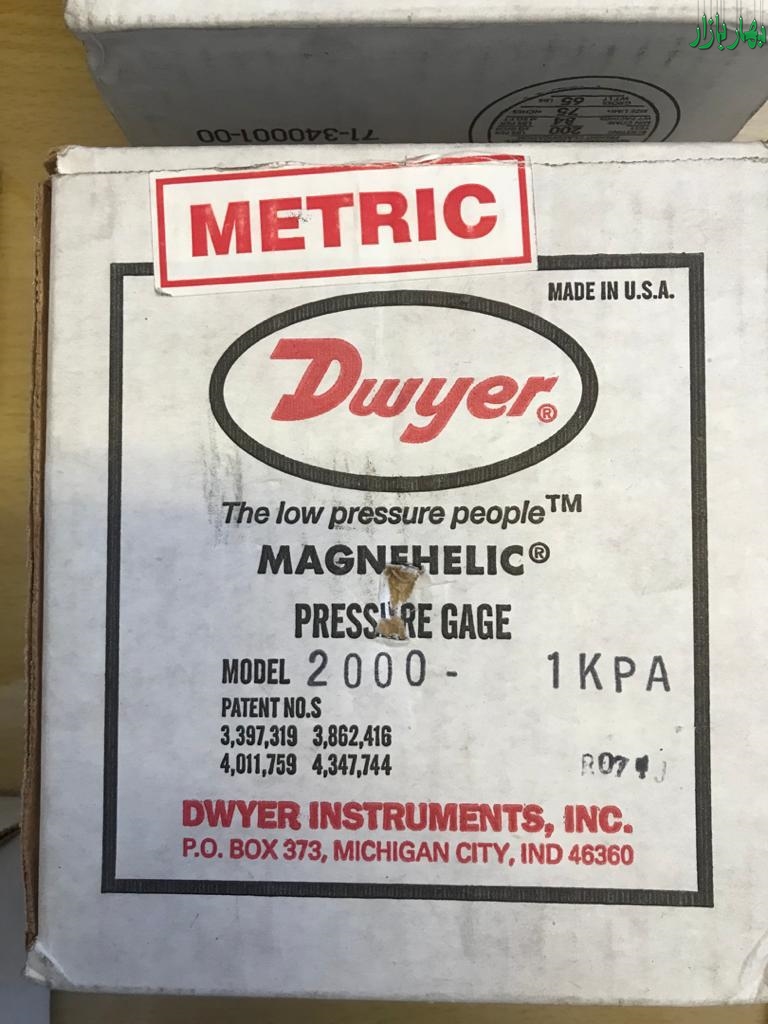 بهار بازار
71-340001-00
METRIC
MADE IN U.S.A.
Dwyer®
The low pressure people™
MAGNEHELIC®
PRESSURE GAGE
MODEL 2000- 1KPA
PATENT NO.S
3,397,319 3,862,416
4,011,759 4,347,744
DWYER INSTRUMENTS, INC.
P.O. BOX 373, MICHIGAN CITY, IND 46360